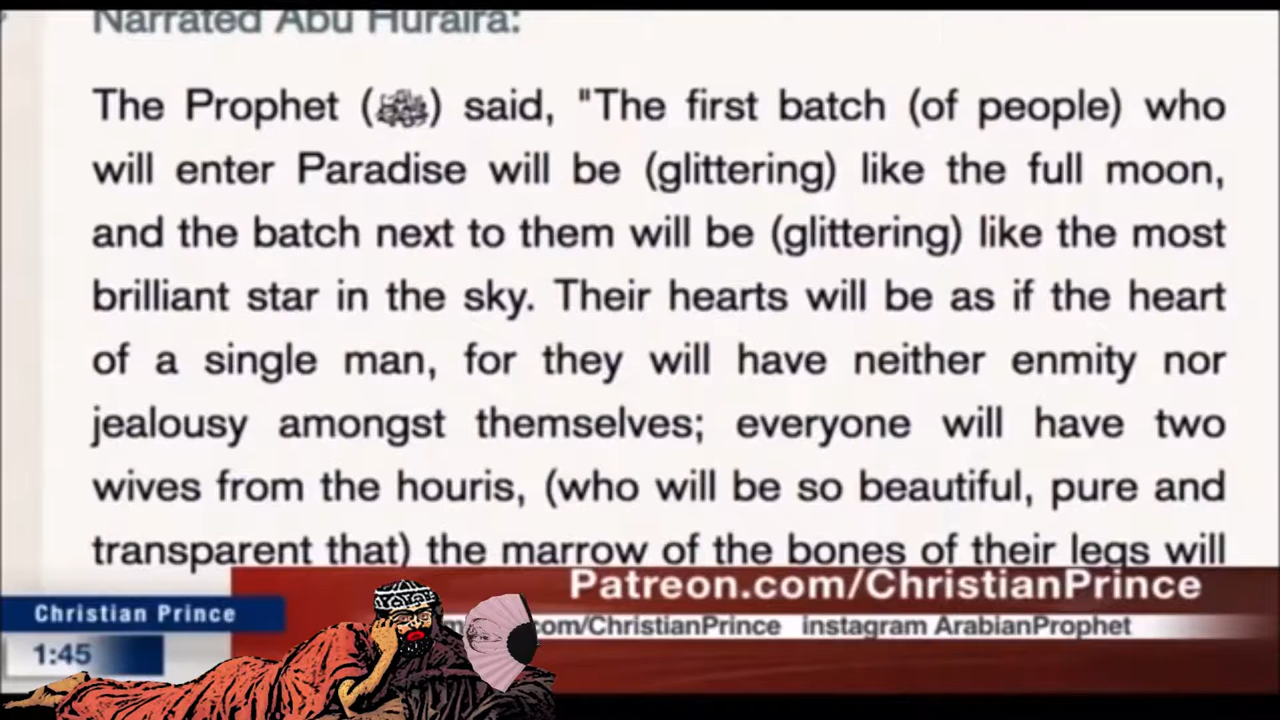 Narrated Abu Huraira:
The Prophet (ﷺ) said, "The first batch (of people) who
will enter Paradise will be (glittering) like the full moon,
and the batch next to them will be (glittering) like the most
brilliant star in the sky. Their hearts will be as if the heart
of a single man, for they will have neither enmity nor
jealousy amongst themselves; everyone will have two
wives from the houris, (who will be so beautiful, pure and
transparent that) the marrow of the bones of their legs will
Patreon.com/ChristianPrince
Christian Prince
com/ChristianPrince instagram ArabianProphet
1:45